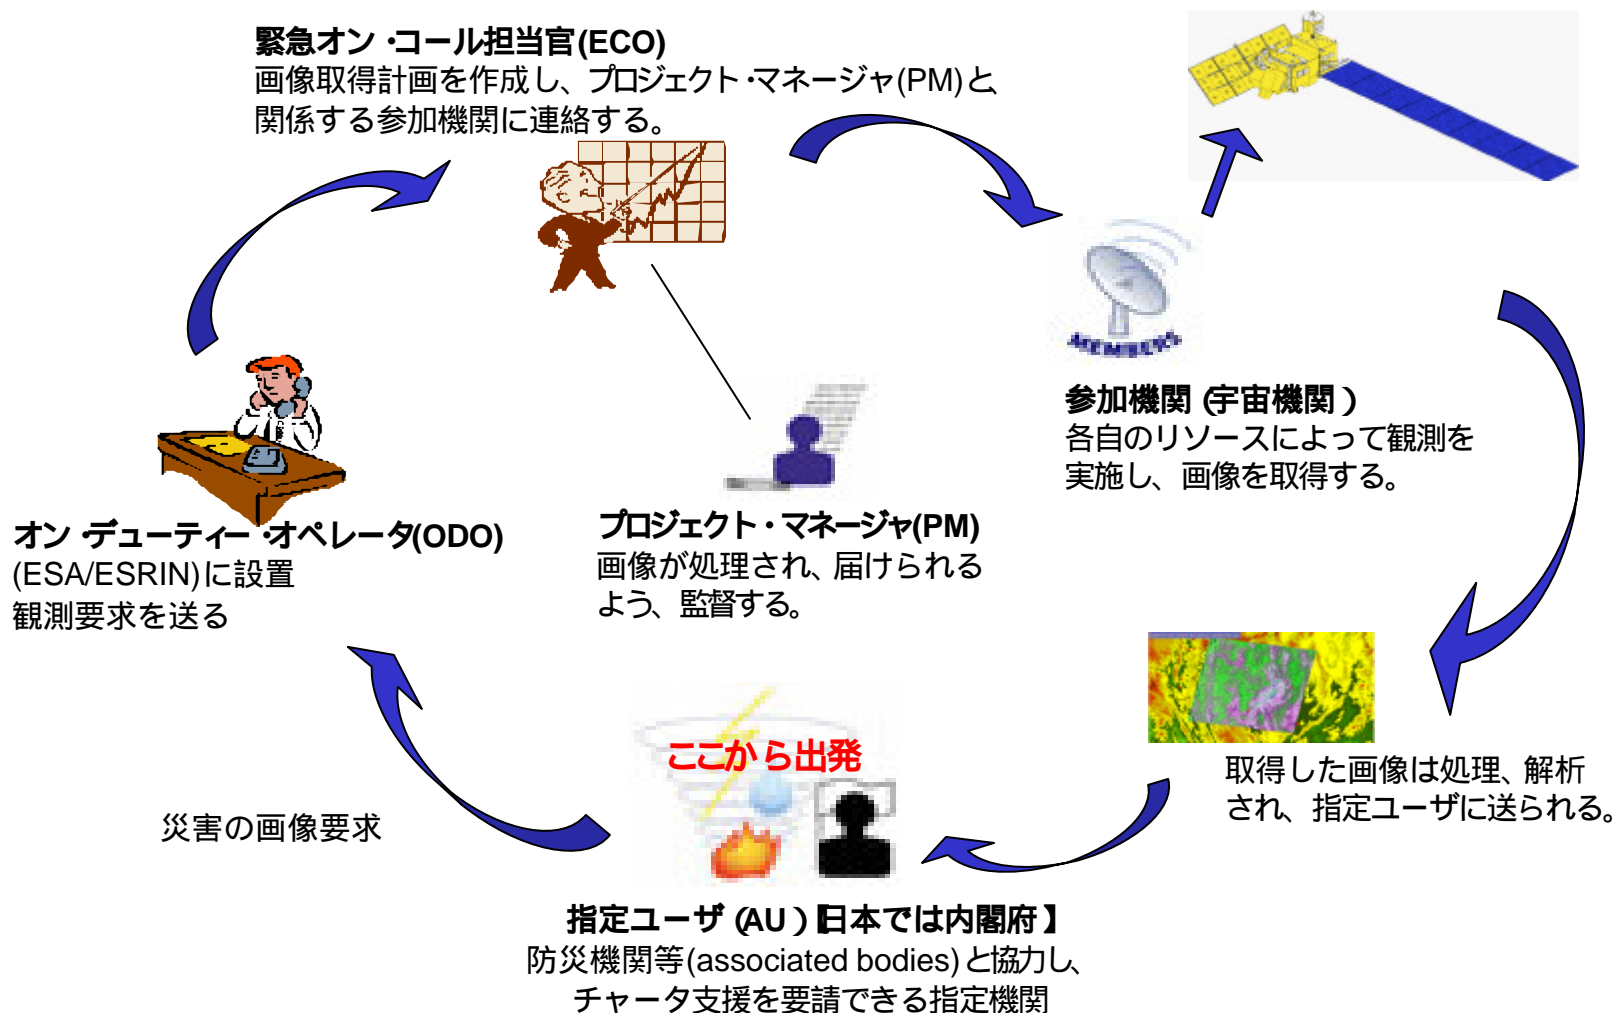 緊急オン・コール担当官(ECO)
画像取得計画を作成し、プロジェクト・マネージャ(PM)と、
関係する参加機関に連絡する。
MEMBERS
参加機関(宇宙機関)
各自のリソースによって観測を
実施し、画像を取得する。
オン・デューティー・オペレータ(ODO)
(ESA/ESRIN)に設置
観測要求を送る
プロジェクト・マネージャ(PM)
画像が処理され、届けられる
よう、監督する。
ここから出発
災害の画像要求
取得した画像は処理、解析
され、指定ユーザに送られる。
指定ユーザ(AU)【日本では内閣府】
防災機関等(associated bodies)と協力し、
チャータ支援を要請できる指定機関